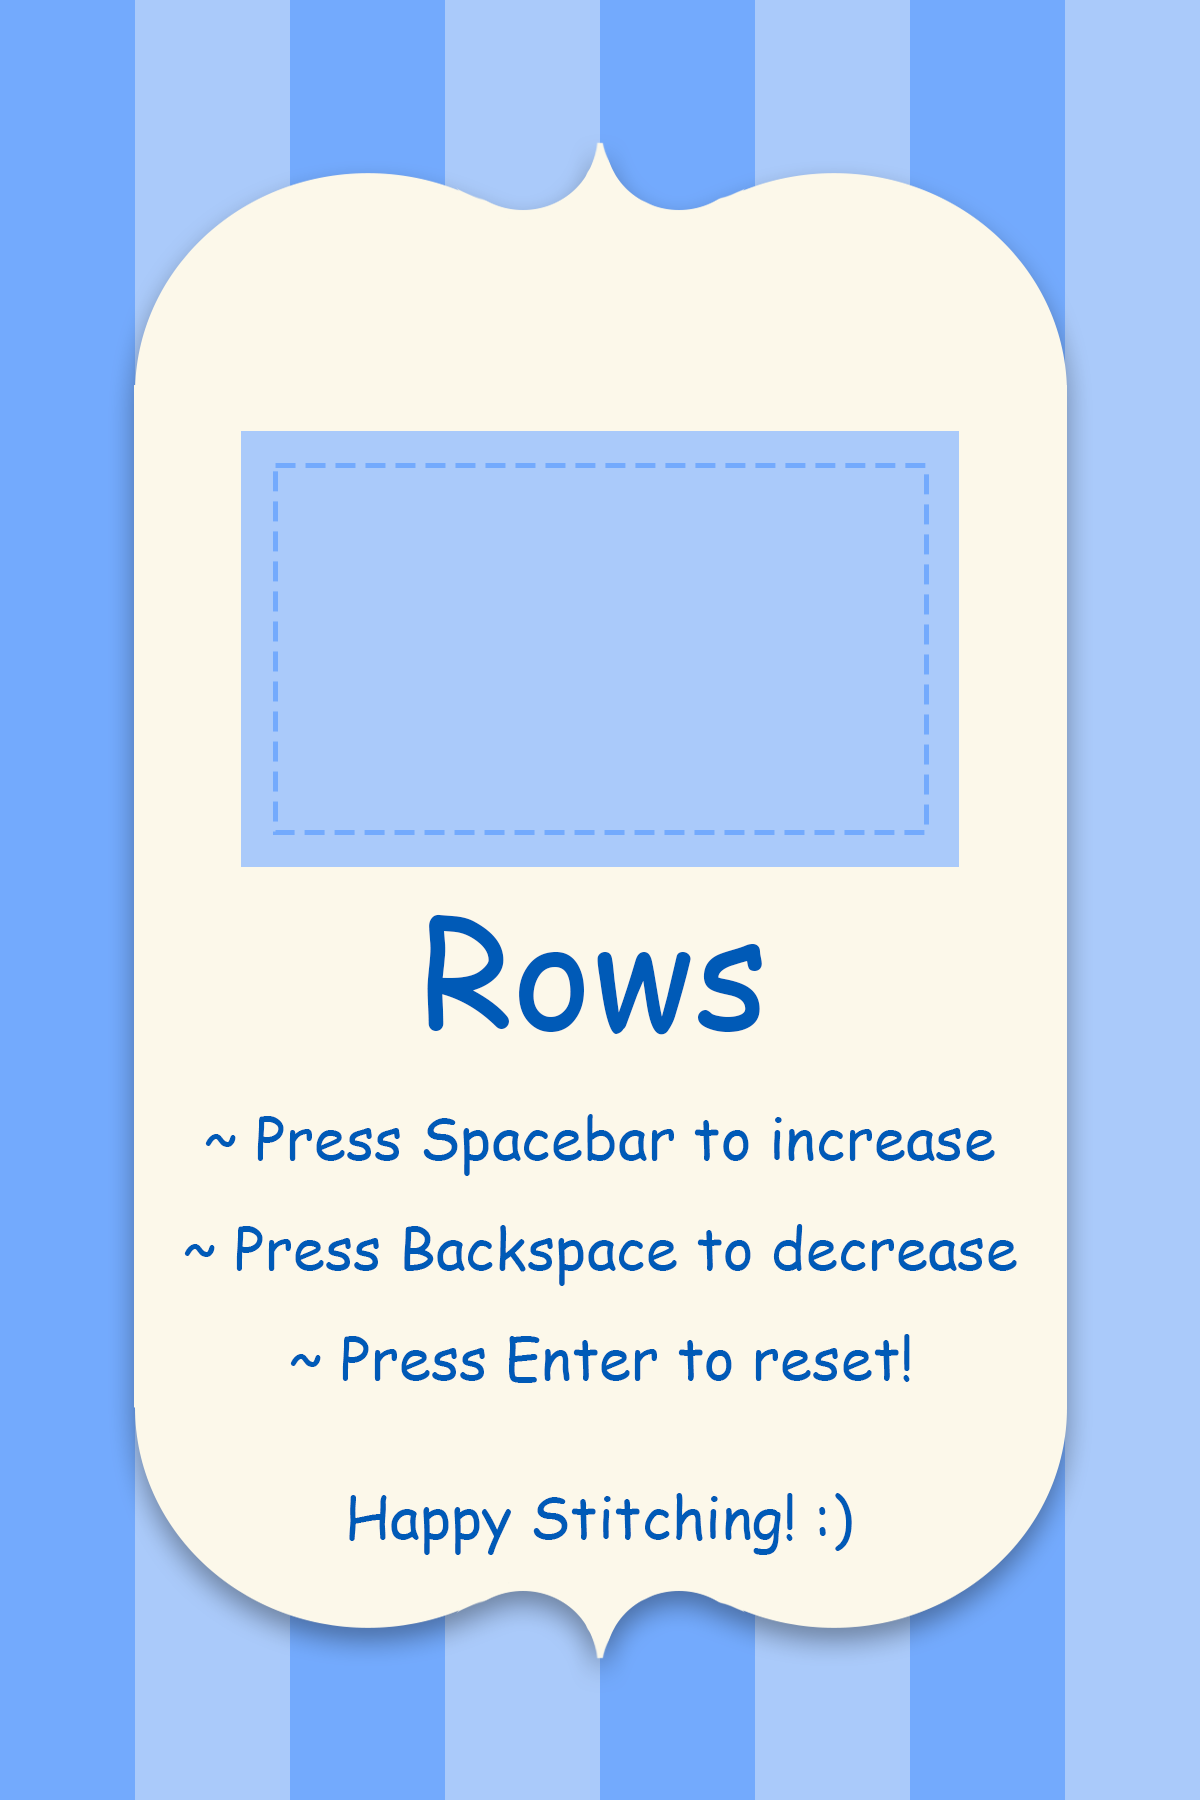 Rows
~ Press Spacebar to increase
~ Press Backspace to decrease
~ Press Enter to reset!
Happy Stitching! :)